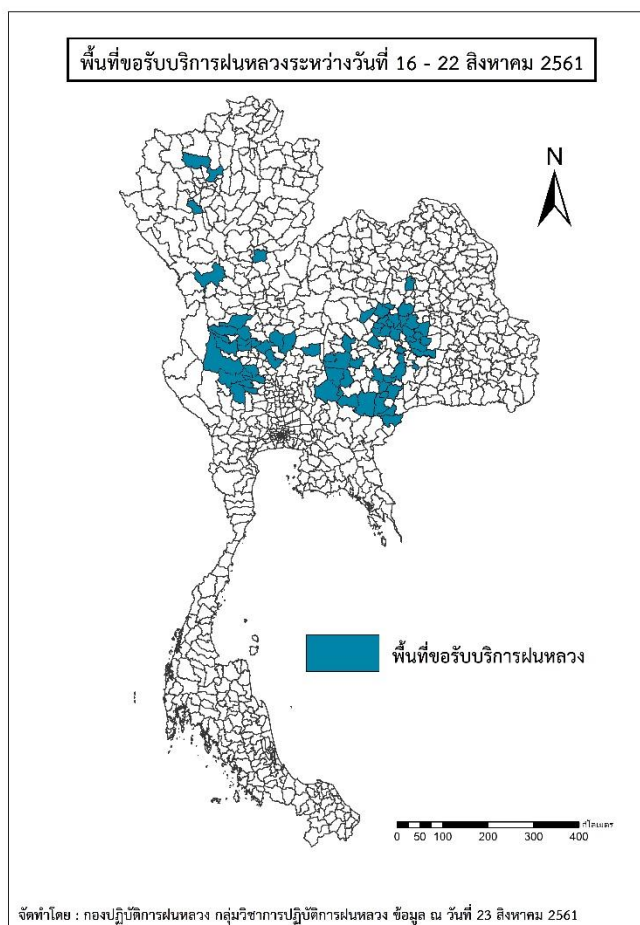 พื้นที่ขอรับบริการฝนหลวงระหว่างวันที่ 16 - 22 สิงหาคม 2561
N
พื้นที่ขอรับบริการฝนหลวง
กิโลเมตร
0 50 100 200 300 400
จัดทำโดย : กองปฏิบัติการฝนหลวง กลุ่มวิชาการปฏิบัติการฝนหลวง ข้อมูล ณ วันที่ 23 สิงหาคม 2561